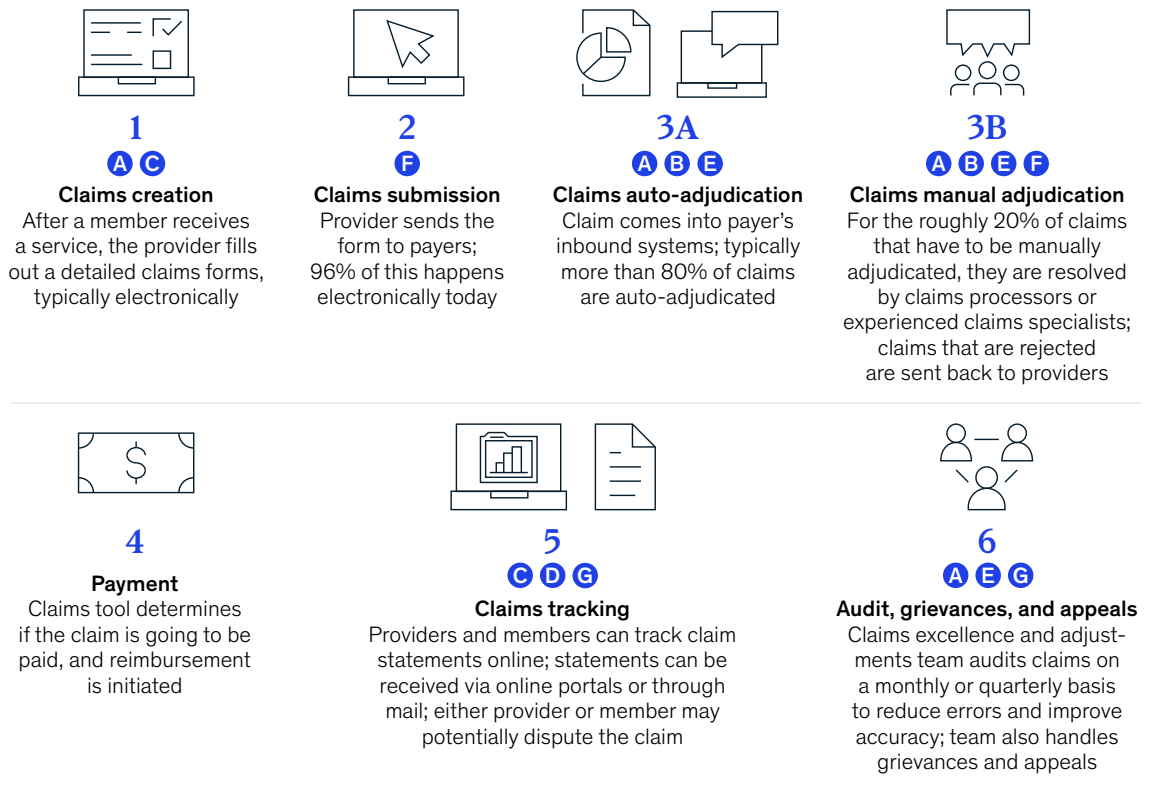 1
A C
Claims creation
After a member receives
a service, the provider fills
out a detailed claims forms,
typically electronically
2
F
Claims submission
Provider sends the
form to payers;
96% of this happens
electronically today
3A
A B E
Claims auto-adjudication
Claim comes into payer’s
inbound systems; typically
more than 80% of claims
are auto-adjudicated
3B
A B E F
Claims manual adjudication
For the roughly 20% of claims
that have to be manually
adjudicated, they are resolved
by claims processors or
experienced claims specialists;
claims that are rejected
are sent back to providers
$
4
Payment
Claims tool determines
if the claim is going to be
paid, and reimbursement
is initiated
5
C D G
Claims tracking
Providers and members can track claim
statements online; statements can be
received via online portals or through
mail; either provider or member may
potentially dispute the claim
6
A E G
Audit, grievances, and appeals
Claims excellence and adjust-
ments team audits claims on
a monthly or quarterly basis
to reduce errors and improve
accuracy; team also handles
grievances and appeals